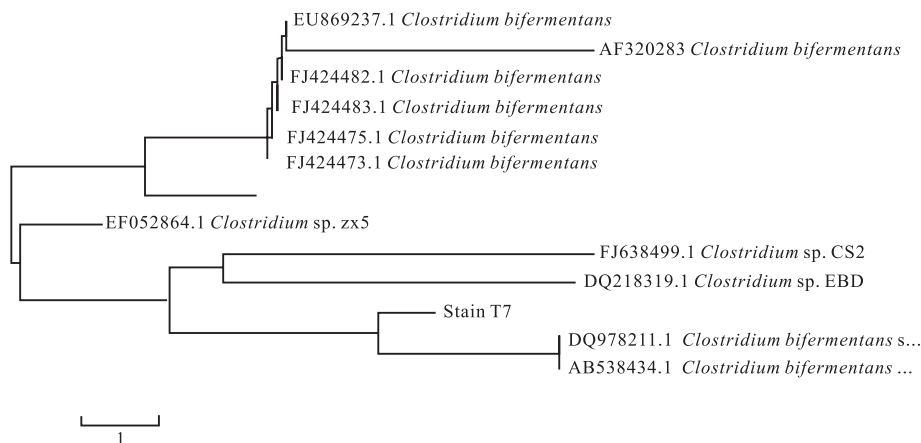 EU869237.1 Clostridium bifermentans
AF320283 Clostridium bifermentans
FJ424482.1 Clostridium bifermentans
FJ424483.1 Clostridium bifermentans
FJ424475.1 Clostridium bifermentans
FJ424473.1 Clostridium bifermentans
EF052864.1 Clostridium sp. zx5
FJ638499.1 Clostridium sp. CS2
DQ218319.1 Clostridium sp. EBD
Stain T7
DQ978211.1 Clostridium bifermentans s...
AB538434.1 Clostridium bifermentans ...
1